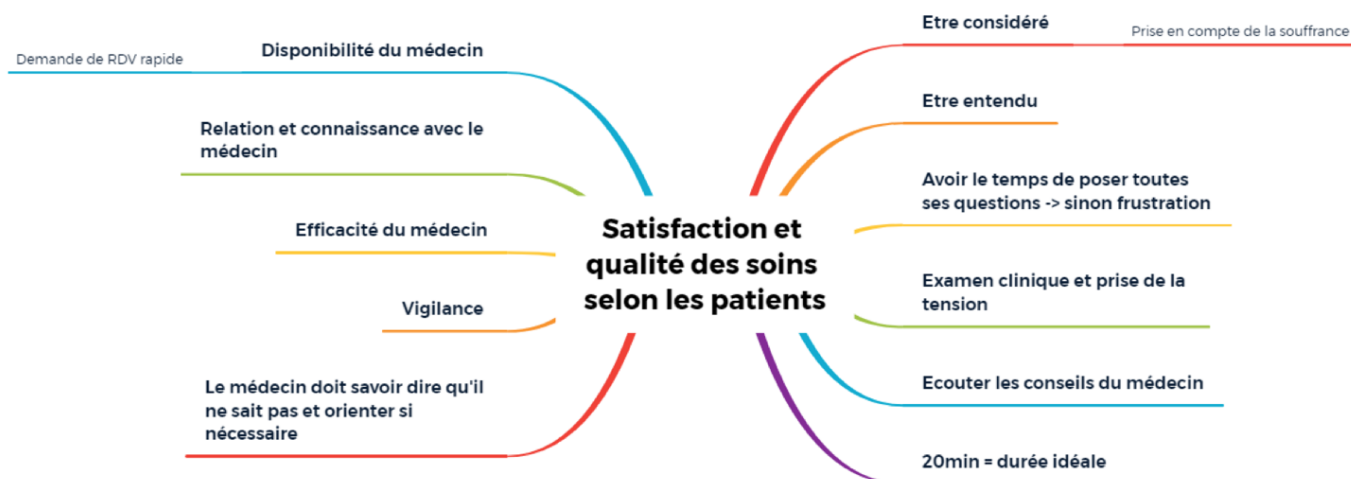 Satisfaction et
qualité des soins
selon les patients
Etre considéré
Prise en compte de la souffrance
Etre entendu
Avoir le temps de poser toutes
ses questions -> sinon frustration
Examen clinique et prise de la
tension
Ecouter les conseils du médecin
20min = durée idéale
Disponibilité du médecin
Demande de RDV rapide
Relation et connaissance avec le
médecin
Efficacité du médecin
Vigilance
Le médecin doit savoir dire qu'il
ne sait pas et orienter si
nécessaire